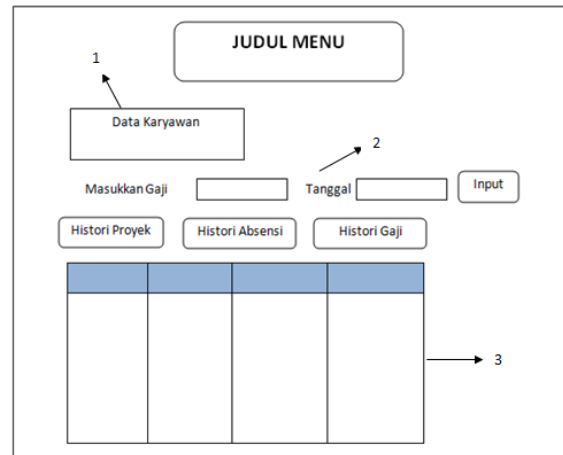 JUDUL MENU
1
Data Karyawan
2
Masukkan Gaji
Tanggal
Input
Histori Proyek
Histori Absensi
Histori Gaji
3